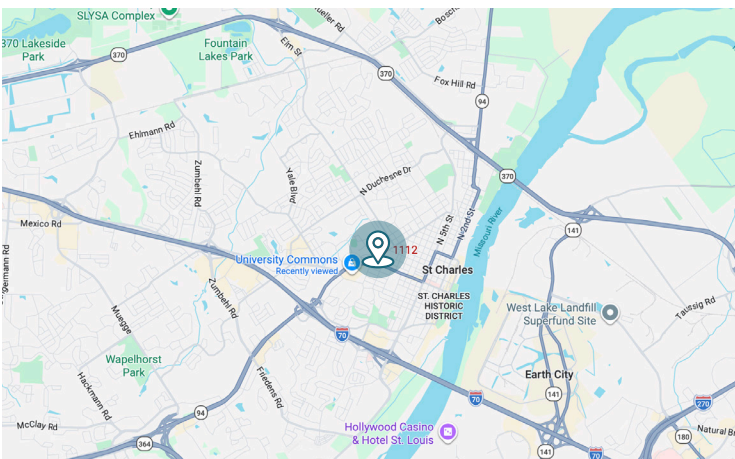 SLYSA Complex
370 Lakeside
Park
370
Fountain
Lakes Park
Elm St
370
Fox Hill Rd
94
Ehlmann Rd
Zumbehl Rd
Yale Blvd
N Duchesne Dr
370
Mexico Rd
N 5th St
N 2nd St
Missouri River
141
1112
University Commons
Recently viewed
St Charles
ST. CHARLES
HISTORIC
DISTRICT
Zumbehl Rd
Muegge
70
West Lake Landfill
Superfund Site
Taussig Rd
Wapelhorst
Park
Hackmann Rd
Friedens Rd
Earth City
141
70
270
94
McClay Rd
364
Hollywood Casino
& Hotel St. Louis
180
Natural
141
70